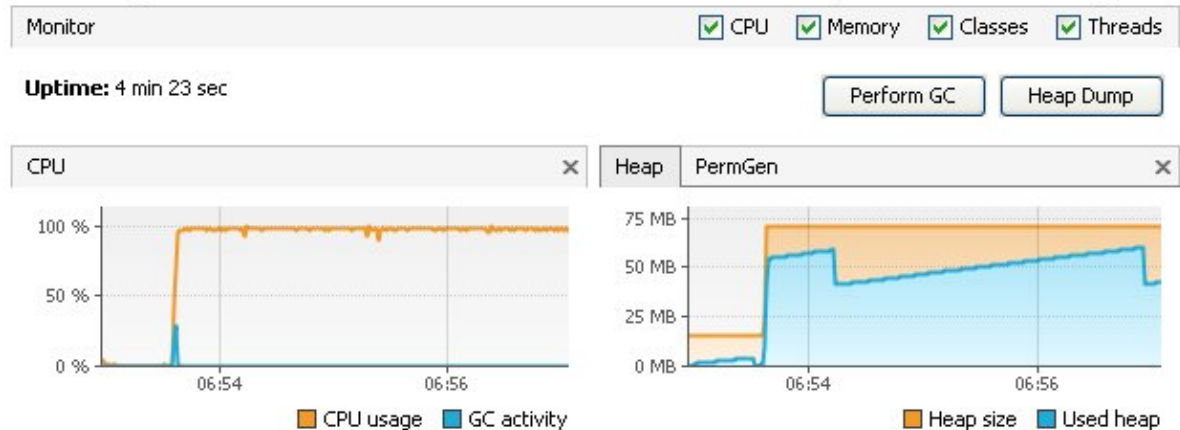 Monitor CPU Memory Classes Threads
Uptime: 4 min 23 sec Perform GC Heap Dump
CPU
100 %
50 %
0 %
06:54 06:56
CPU usage GC activity
Heap PermGen
75 MB
50 MB
25 MB
0 MB
06:54 06:56
Heap size Used heap